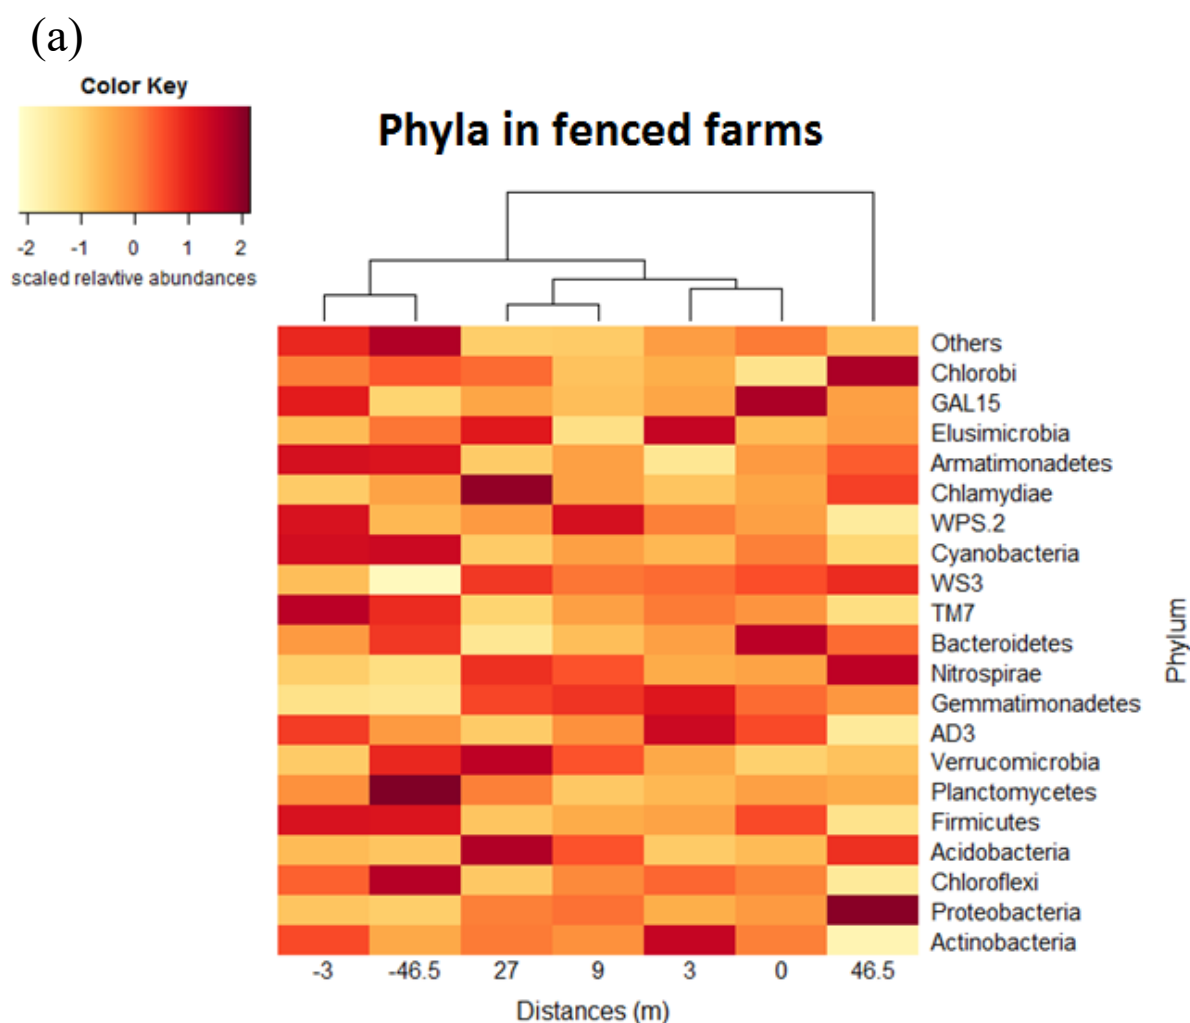 (a)
Color Key
-2 -1 0 1 2
scaled relavtive abundances
Phyla in fenced farms
Others
Chlorobi
GAL15
Elusimicrobia
Armatimonadetes
Chlamydiae
WPS.2
Cyanobacteria
WS3
TM7
Bacteroidetes
Nitrospirae
Gemmatimonadetes
AD3
Verrucomicrobia
Planctomycetes
Firmicutes
Acidobacteria
Chloroflexi
Proteobacteria
Actinobacteria
Phylum
-3 -46.5 27 9 3 0 46.5
Distances (m)